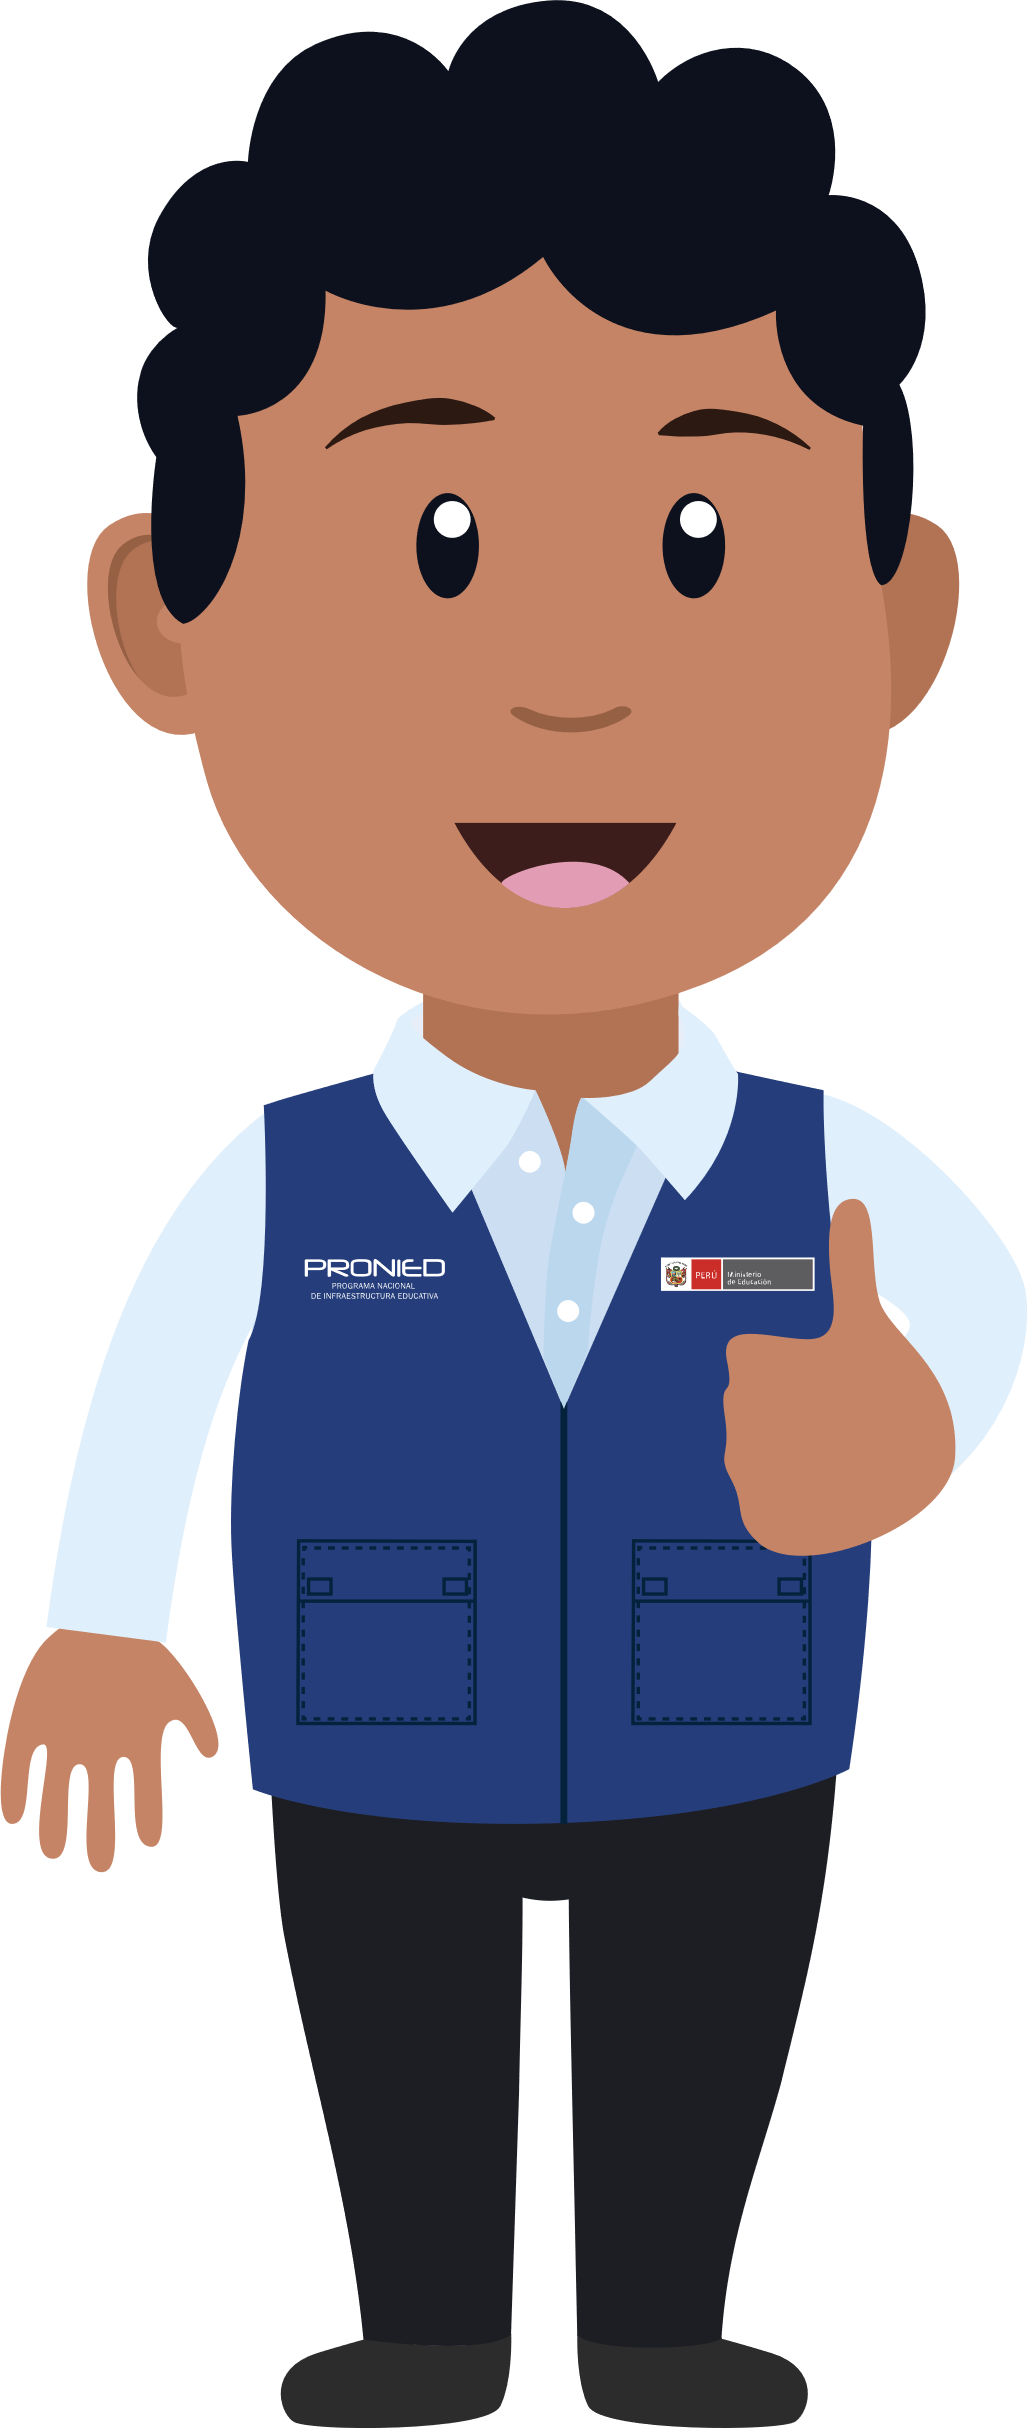 PRONIED
PROGRAMA NACIONAL
DE INFRAESTRUCTURA EDUCATIVA
PERÚ
Ministerio
de Educación